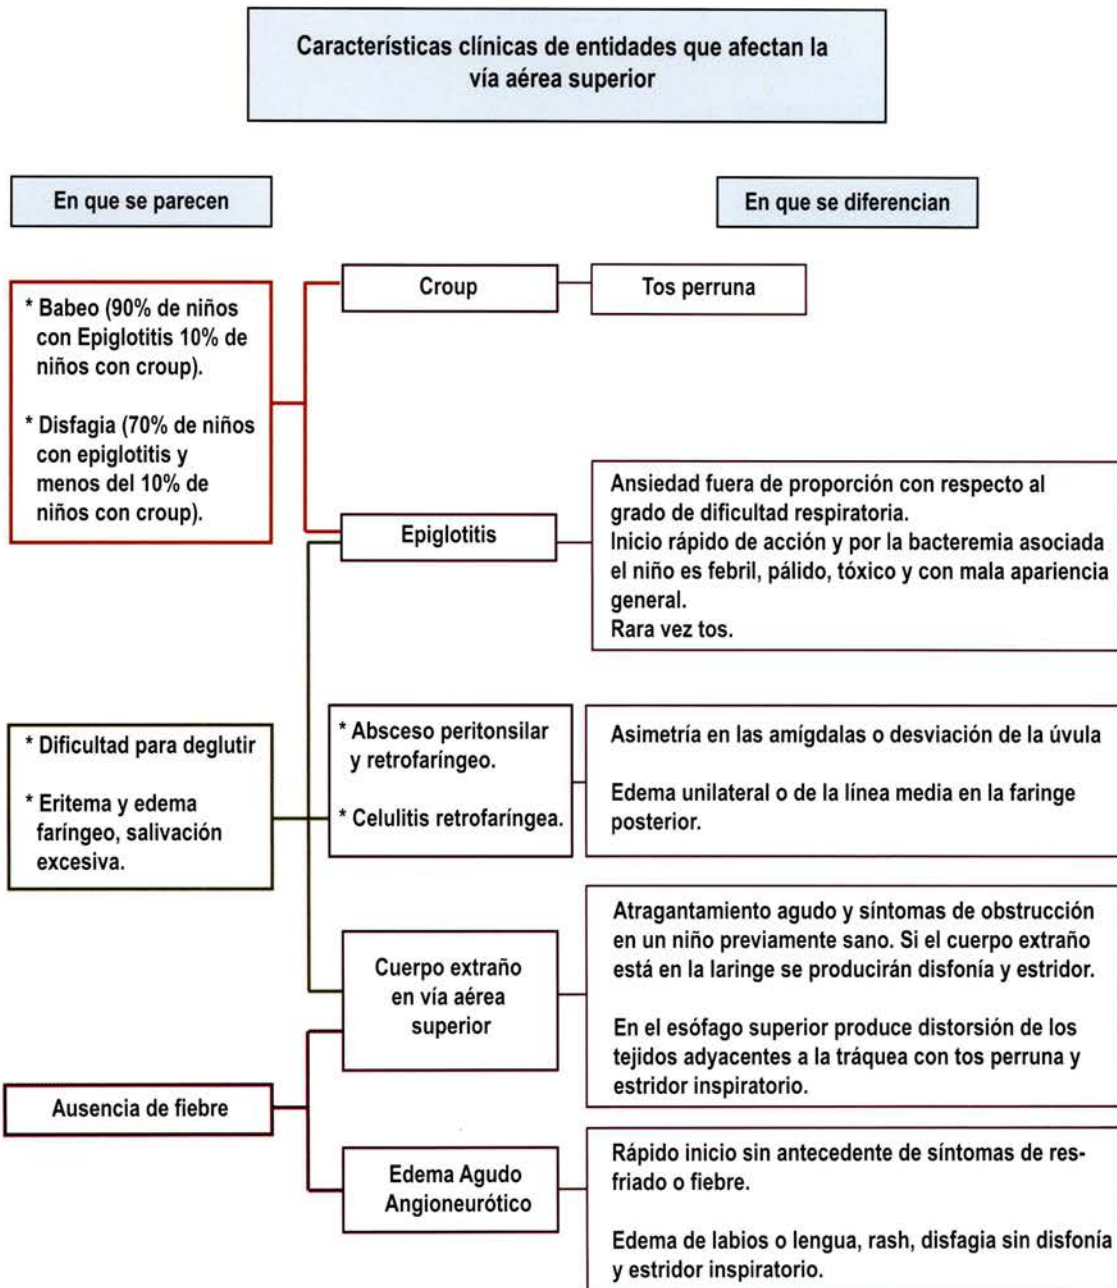 Características clínicas de entidades que afectan la
vía aérea superior
En que se parecen
En que se diferencian
* Babeo (90% de niños
con Epiglotitis 10% de
niños con croup).
* Disfagia (70% de niños
con epiglotitis y
menos del 10% de
niños con croup).
Croup
Tos perruna
Epiglotitis
Ansiedad fuera de proporción con respecto al
grado de dificultad respiratoria.
Inicio rápido de acción y por la bacteremia asociada
el niño es febril, pálido, tóxico y con mala apariencia
general.
Rara vez tos.
* Dificultad para deglutir
* Eritema y edema
faríngeo, salivación
excesiva.
* Absceso peritonsilar
y retrofaríngeo.
* Celulitis retrofaríngea.
Asimetría en las amígdalas o desviación de la úvula
Edema unilateral o de la línea media en la faringe
posterior.
Cuerpo extraño
en vía aérea
superior
Atragantamiento agudo y síntomas de obstrucción
en un niño previamente sano. Si el cuerpo extraño
está en la laringe se producirán disfonía y estridor.
En el esófago superior produce distorsión de los
tejidos adyacentes a la tráquea con tos perruna y
estridor inspiratorio.
Ausencia de fiebre
Edema Agudo
Angioneurótico
Rápido inicio sin antecedente de síntomas de res-
friado o fiebre.
Edema de labios o lengua, rash, disfagia sin disfonía
y estridor inspiratorio.